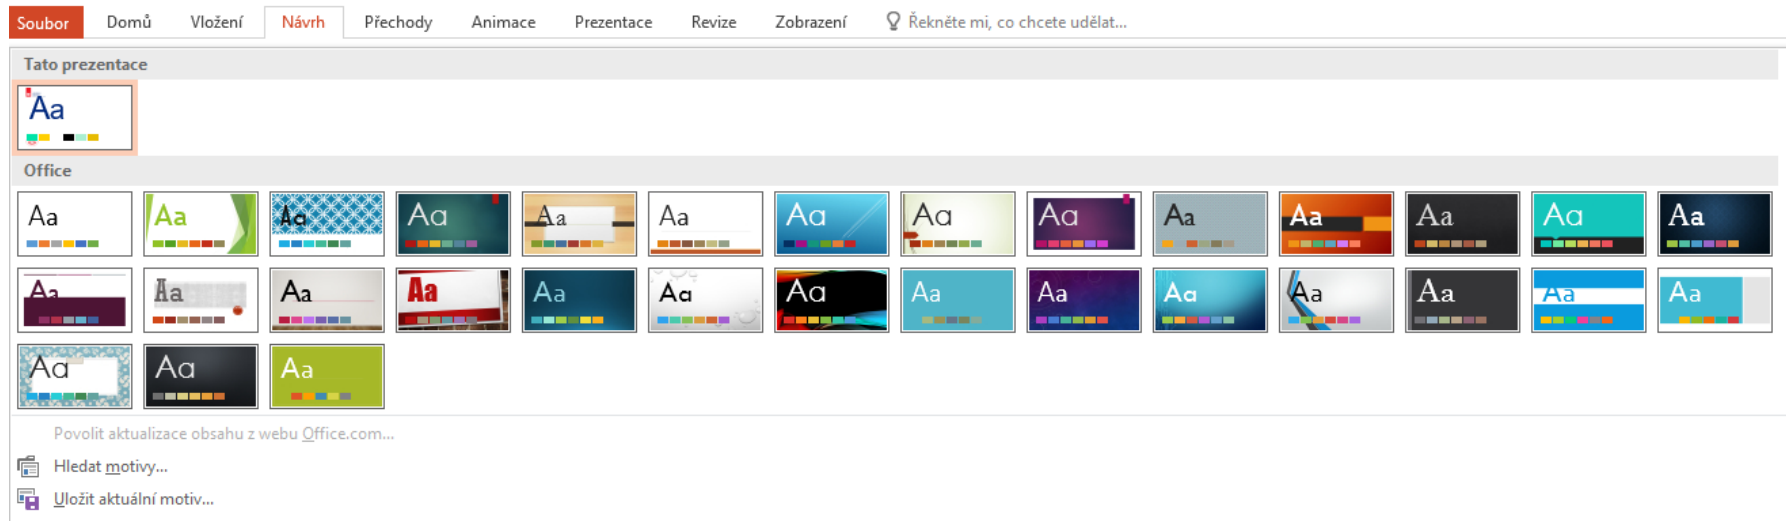 Soubor Domů Vložení Návrh Přechody Animace Prezentace Revize Zobrazení Řekněte mi, co chcete udělat...
Tato prezentace
Aa
Office
Aa Aa Aa Aa Aa Aa Aa Aa Aa Aa Aa Aa Aa Aa
Aa Aa Aa Aa Aa Aa Aa Aa Aa Aa Aa Aa Aa Aa
Aa Aa Aa
Povolit aktualizace obsahu z webu Office.com...
Hledat motivy...
Uložit aktuální motiv...